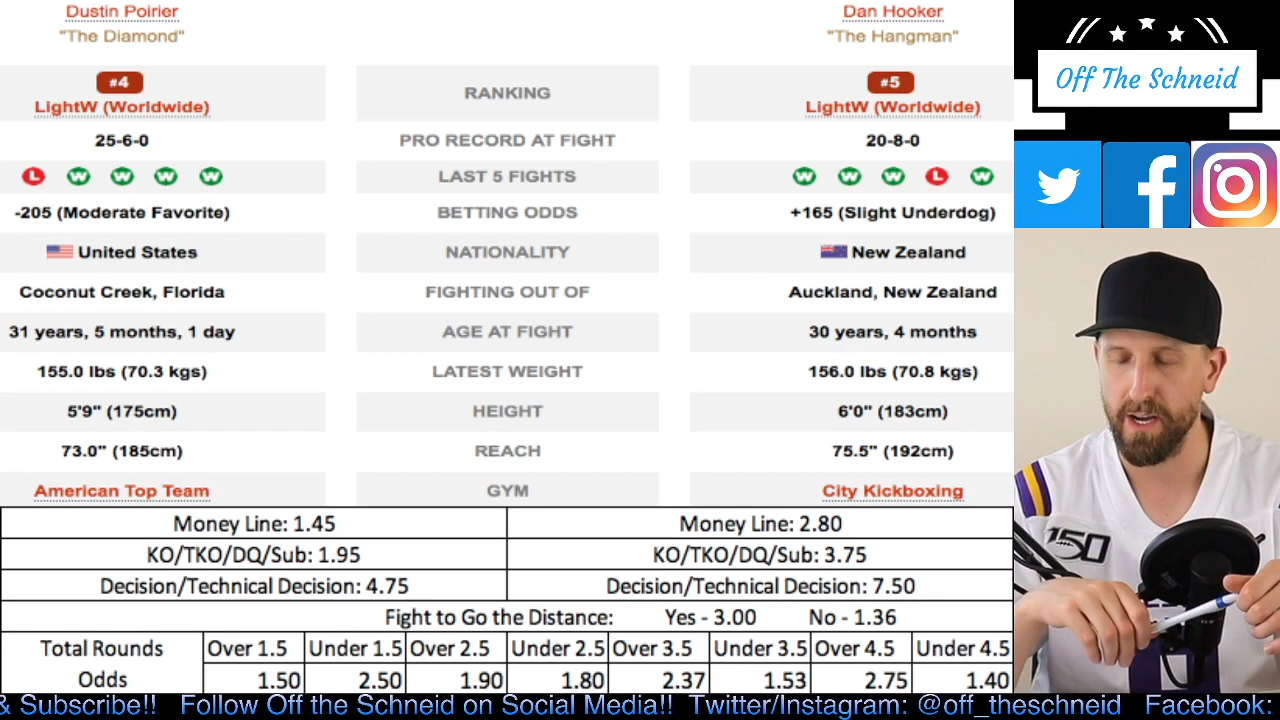 Dustin Poirier
"The Diamond"
Dan Hooker
"The Hangman"
#4
LightW (Worldwide)
RANKING
#5
LightW (Worldwide)
25-6-0
PRO RECORD AT FIGHT
20-8-0
L W W W W
LAST 5 FIGHTS
W W W L W
-205 (Moderate Favorite)
BETTING ODDS
+165 (Slight Underdog)
United States
NATIONALITY
New Zealand
Coconut Creek, Florida
FIGHTING OUT OF
Auckland, New Zealand
31 years, 5 months, 1 day
AGE AT FIGHT
30 years, 4 months
155.0 lbs (70.3 kgs)
LATEST WEIGHT
156.0 lbs (70.8 kgs)
5'9" (175cm)
HEIGHT
6'0" (183cm)
73.0" (185cm)
REACH
75.5" (192cm)
American Top Team
GYM
City Kickboxing
Money Line: 1.45
Money Line: 2.80
KO/TKO/DQ/Sub: 1.95
KO/TKO/DQ/Sub: 3.75
Decision/Technical Decision: 4.75
Decision/Technical Decision: 7.50
Fight to Go the Distance: Yes - 3.00 No - 1.36
Total Rounds Over 1.5 Under 1.5 Over 2.5 Under 2.5 Over 3.5 Under 3.5 Over 4.5 Under 4.5
Odds 1.50 2.50 1.90 1.80 2.37 1.53 2.75 1.40
& Subscribe!! Follow Off the Schneid on Social Media!! Twitter/Instagram: @off_theschneid Facebook:
Off The Schneid
150